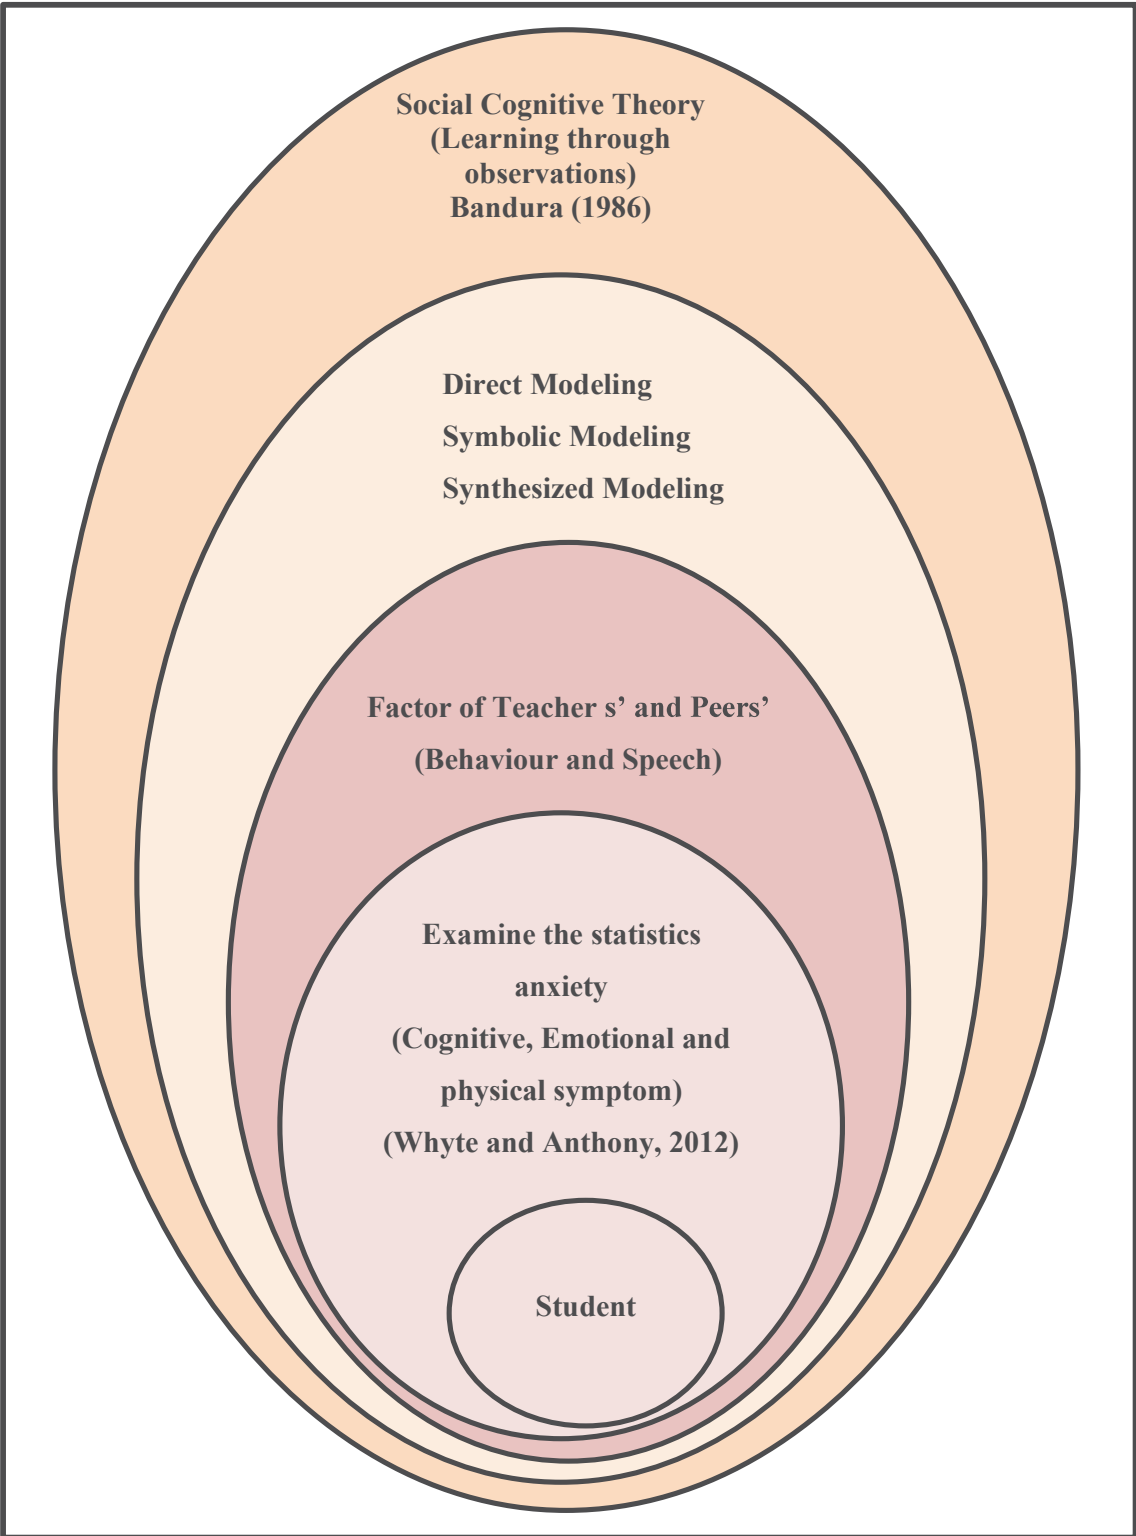 Social Cognitive Theory
(Learning through
observations)
Bandura (1986)
Direct Modeling
Symbolic Modeling
Synthesized Modeling
Factor of Teacher s’ and Peers’
(Behaviour and Speech)
Examine the statistics
anxiety
(Cognitive, Emotional and
physical symptom)
(Whyte and Anthony, 2012)
Student